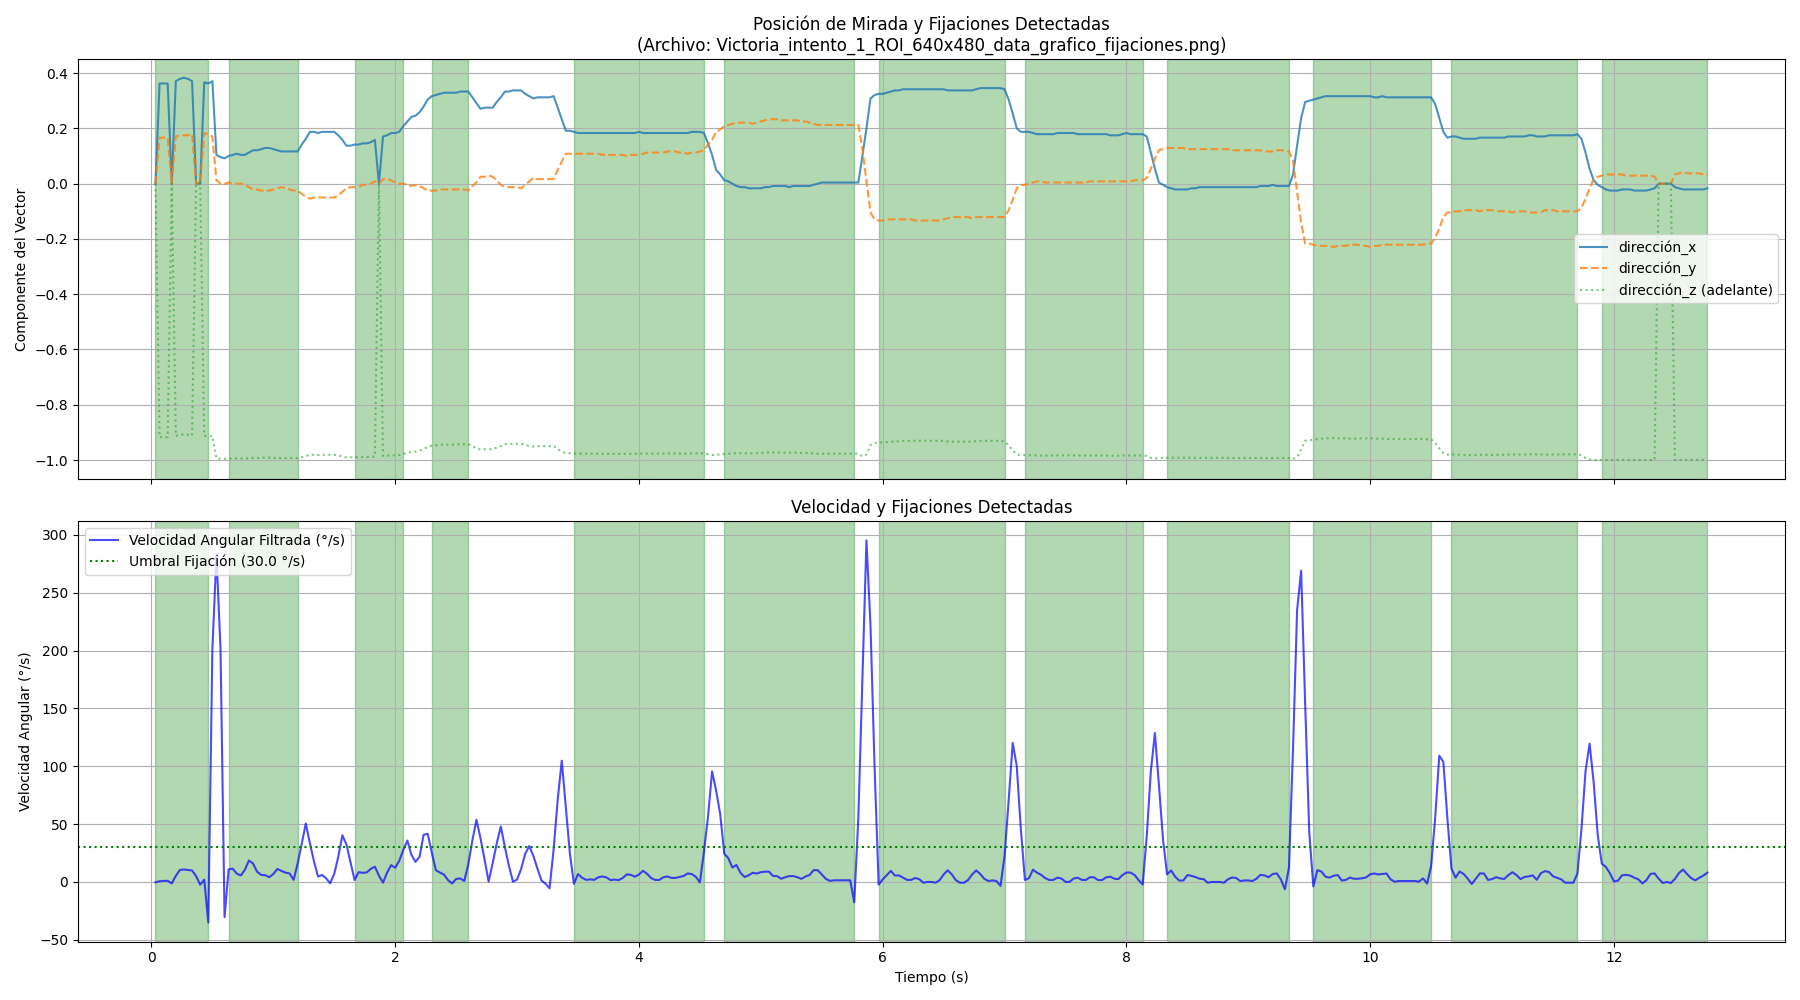 Posición de Mirada y Fijaciones Detectadas
(Archivo: Victoria_intento_1_ROI_640x480_data_grafico_fijaciones.png)
Componente del Vector
0.4
0.2
0.0
−0.2
−0.4
−0.6
−0.8
−1.0
dirección_x
dirección_y
dirección_z (adelante)
Velocidad y Fijaciones Detectadas
Velocidad Angular (°/s)
300
250
200
150
100
50
0
−50
Velocidad Angular Filtrada (°/s)
Umbral Fijación (30.0 °/s)
0 2 4 6 8 10 12
Tiempo (s)